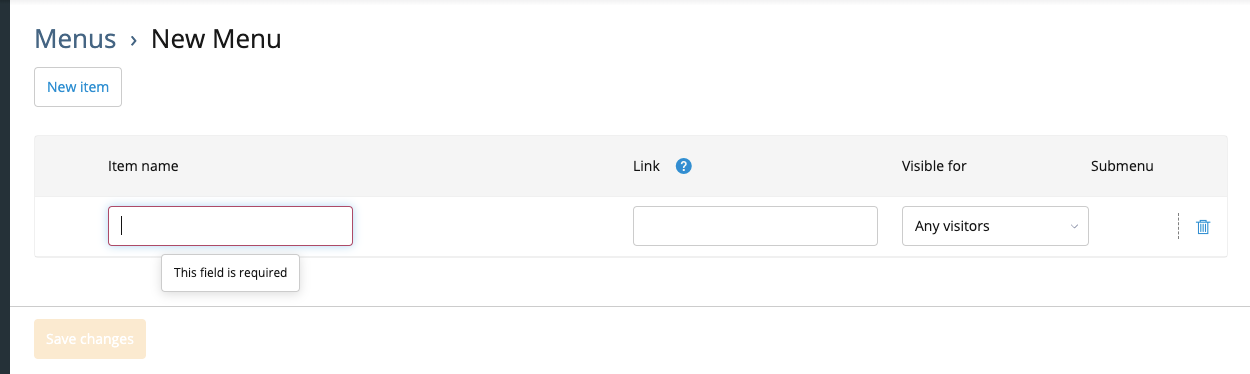 Menus › New Menu
New item
Item name Link ? Visible for Submenu
Any visitors
This field is required
Save changes